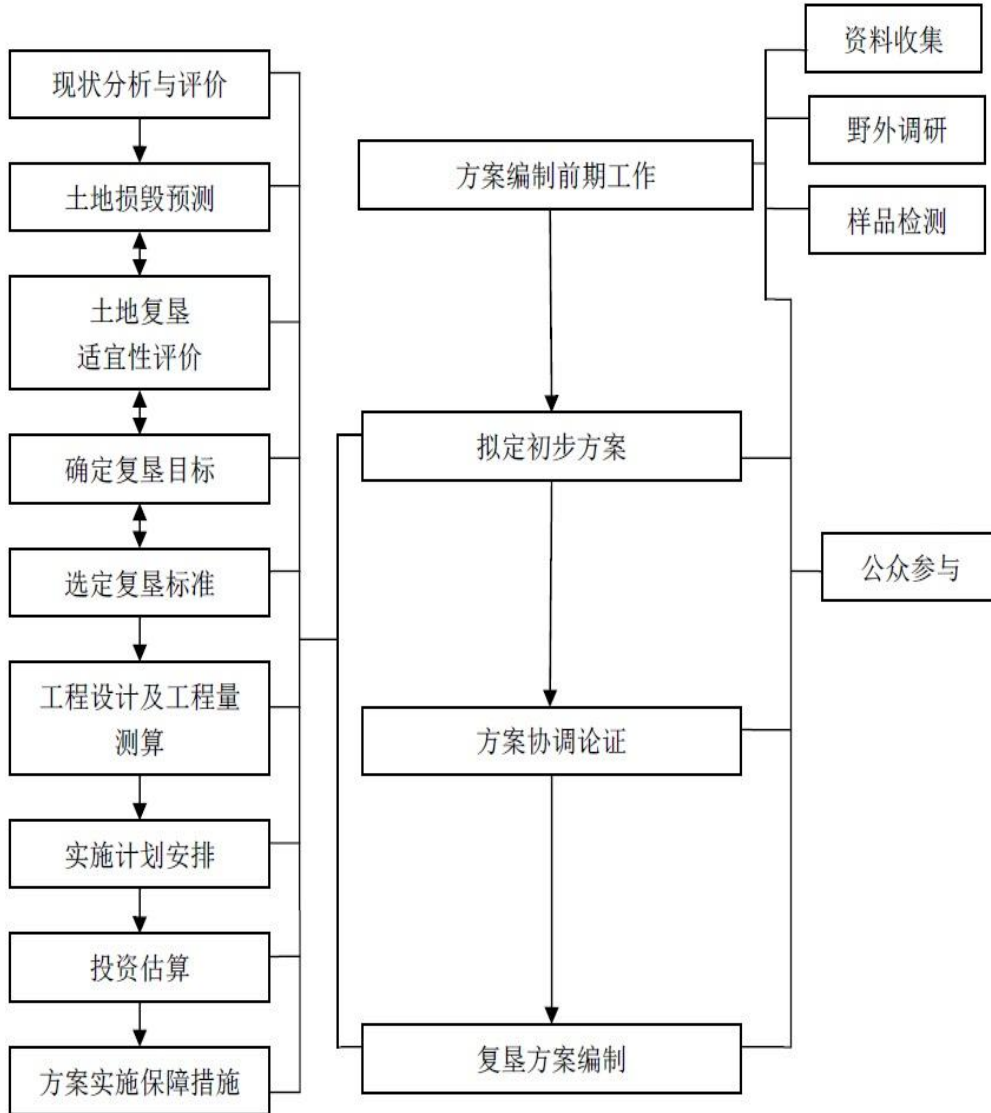 现状分析与评价
土地损毁预测
土地复垦
适宜性评价
确定复垦目标
选定复垦标准
工程设计及工程量
测算
实施计划安排
投资估算
方案实施保障措施
方案编制前期工作
拟定初步方案
方案协调论证
复垦方案编制
资料收集
野外调研
样品检测
公众参与